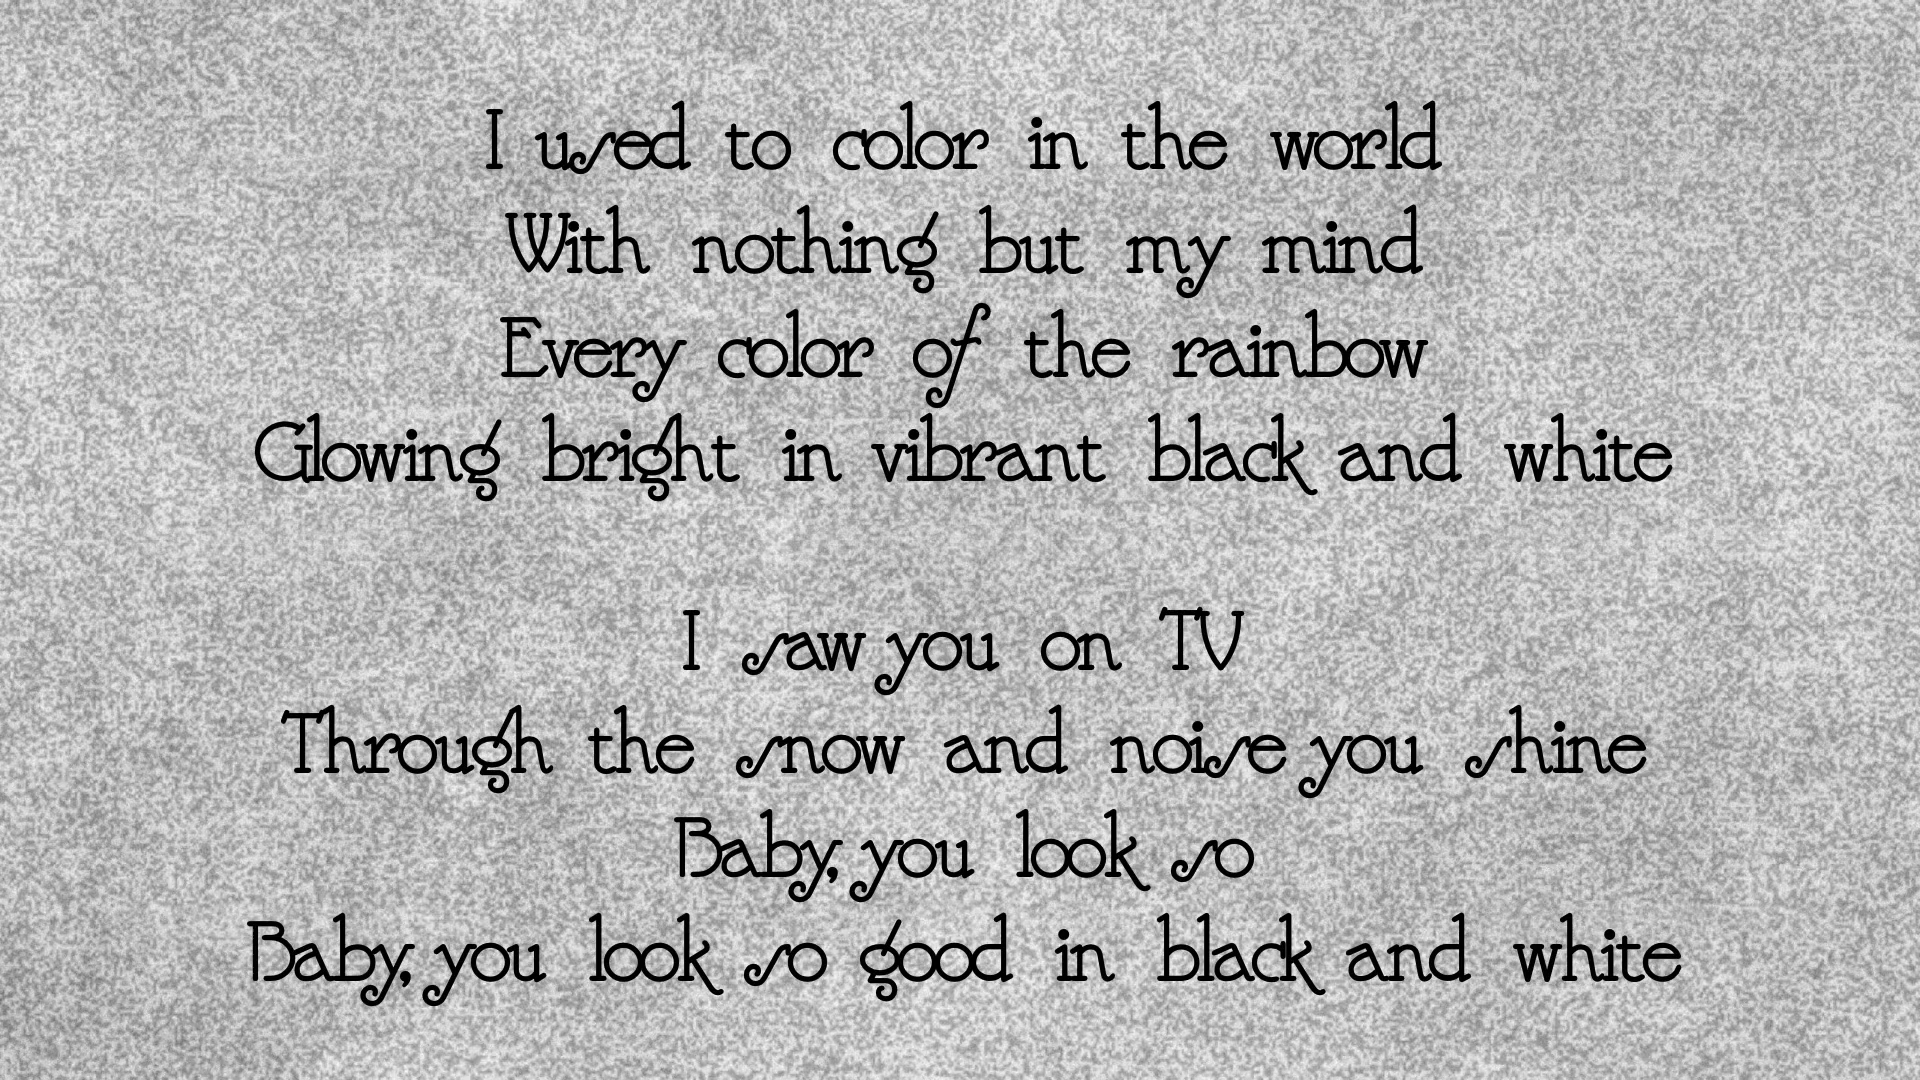 I used to color in the world
With nothing but my mind
Every color of the rainbow
Glowing bright in vibrant black and white
I saw you on TV
Through the snow and noise you shine
Baby, you look so
Baby, you look so good in black and white